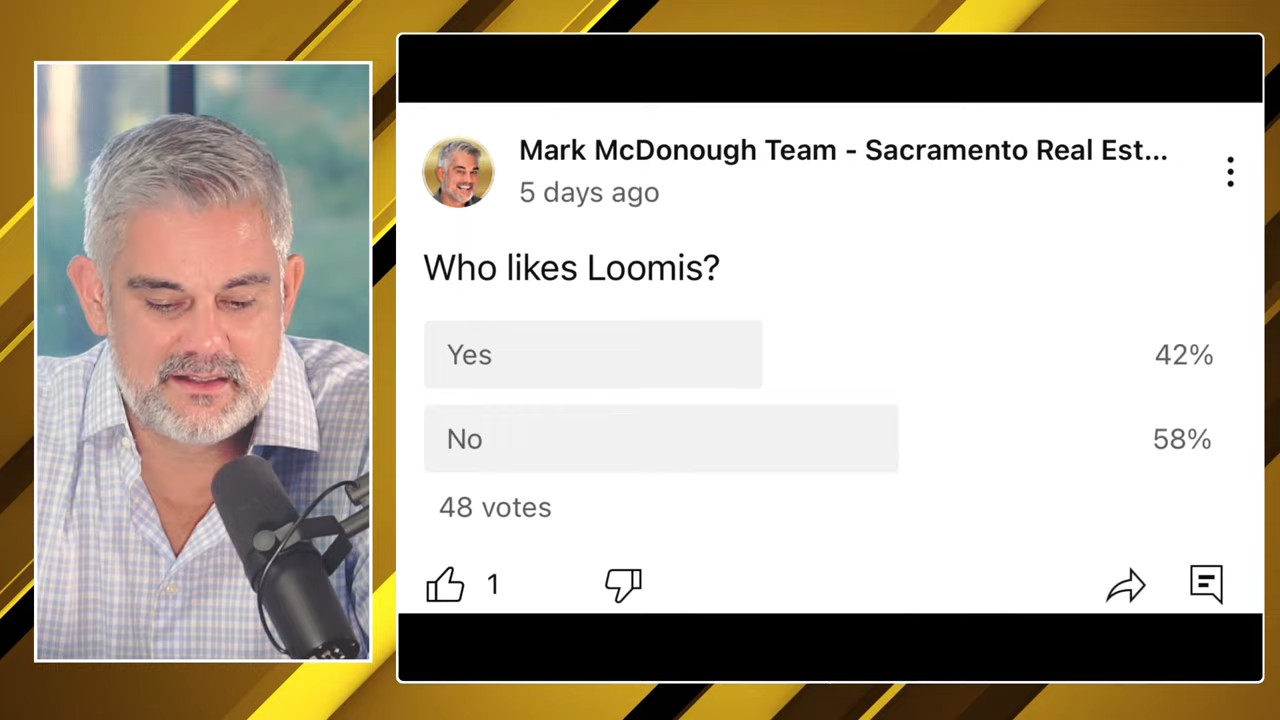 Mark McDonough Team - Sacramento Real Est...
5 days ago
Who likes Loomis?
Yes 42%
No 58%
48 votes
1